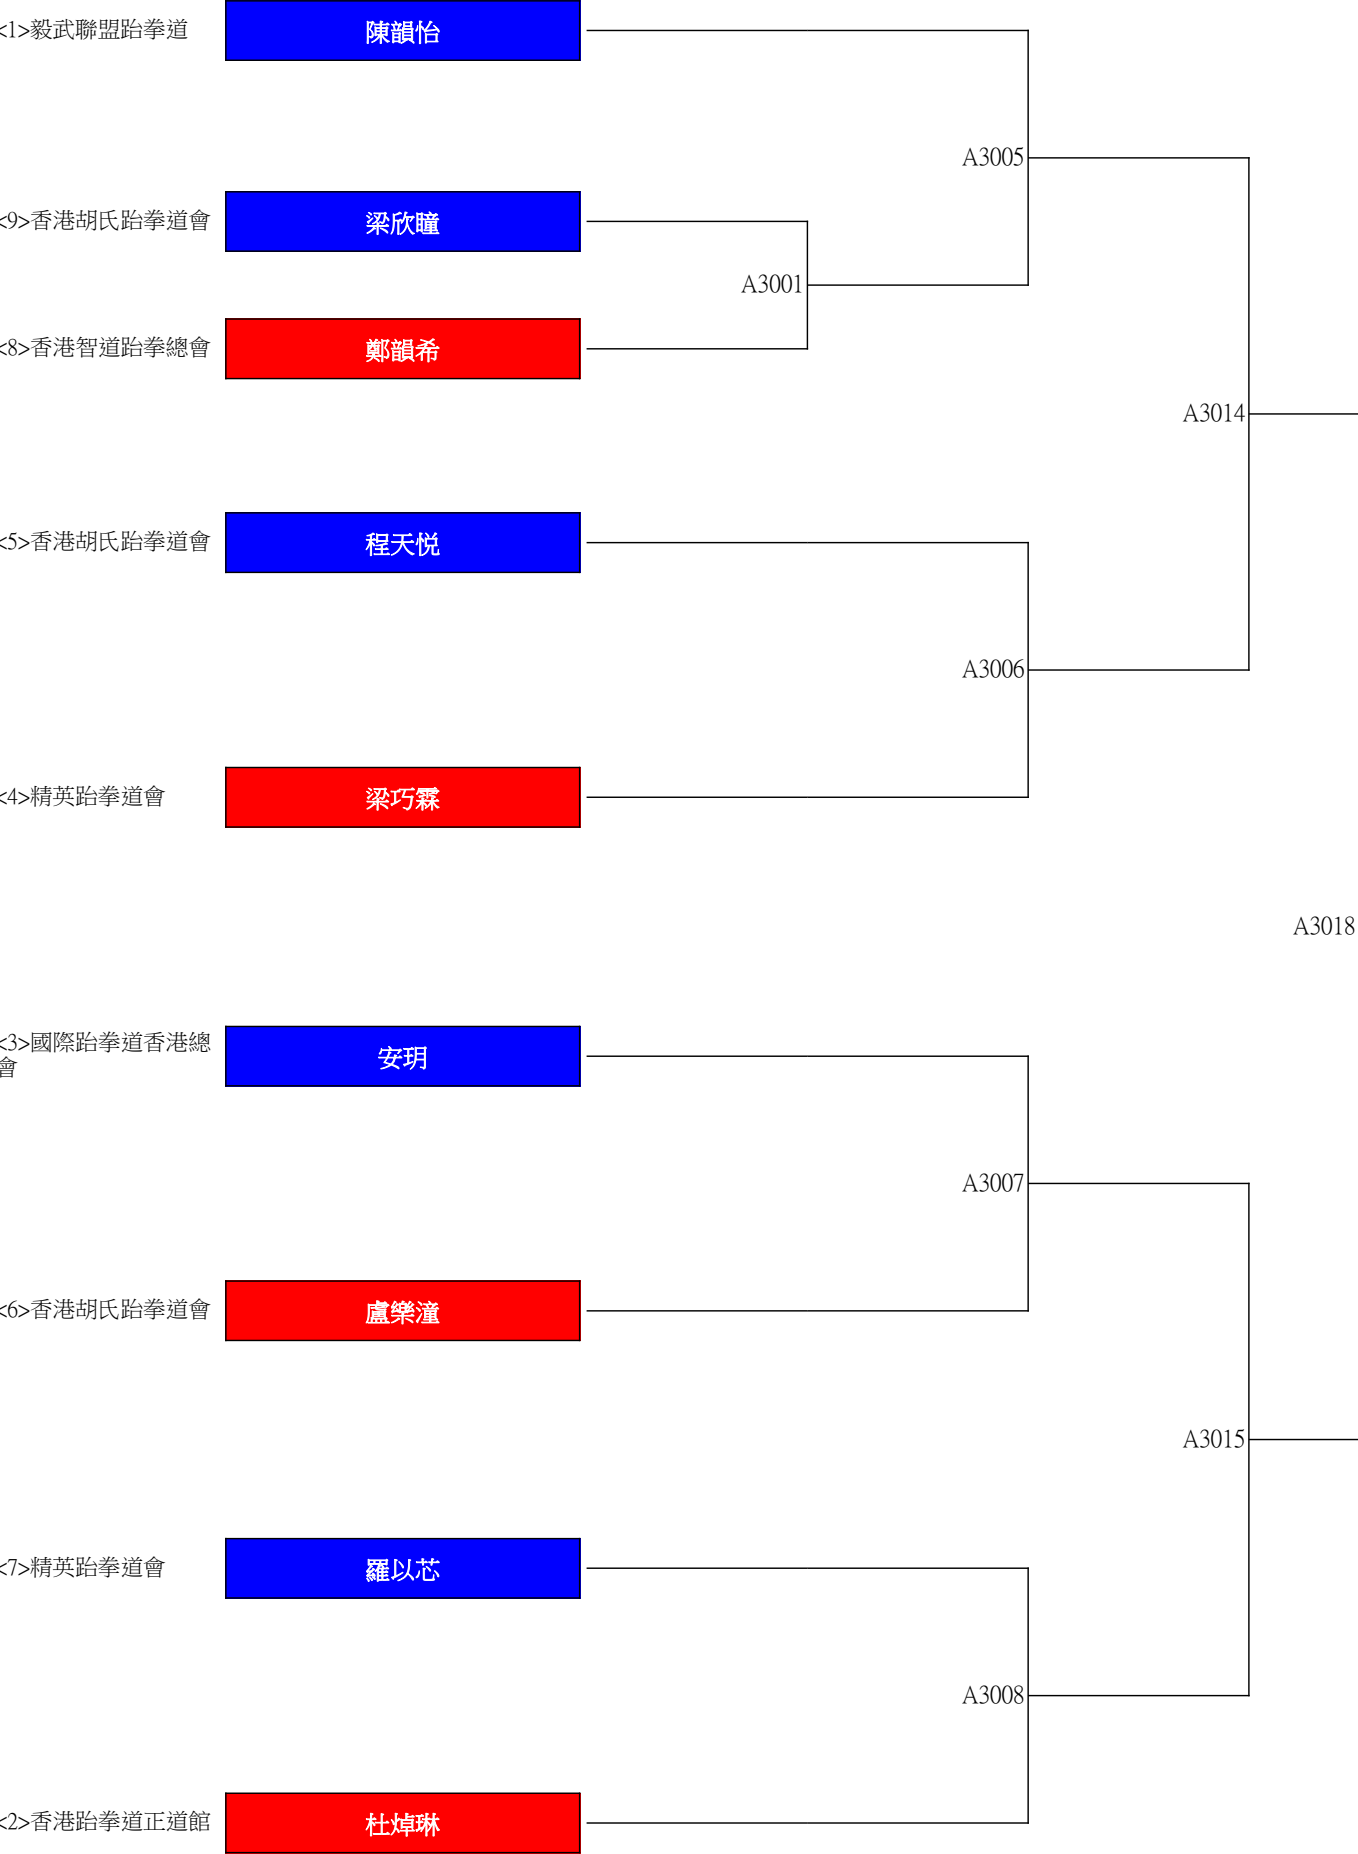 <1>毅武聯盟跆拳道 陳韻怡
A3005
<9>香港胡氏跆拳道會 梁欣曈
A3001
<8>香港智道跆拳總會 鄭韻希
A3014
<5>香港胡氏跆拳道會 程天悦
A3006
<4>精英跆拳道會 梁巧霖
A3018
<3>國際跆拳道香港總
會 安玥
A3007
<6>香港胡氏跆拳道會 盧樂潼
A3015
<7>精英跆拳道會 羅以芯
A3008
<2>香港跆拳道正道館 杜焯琳